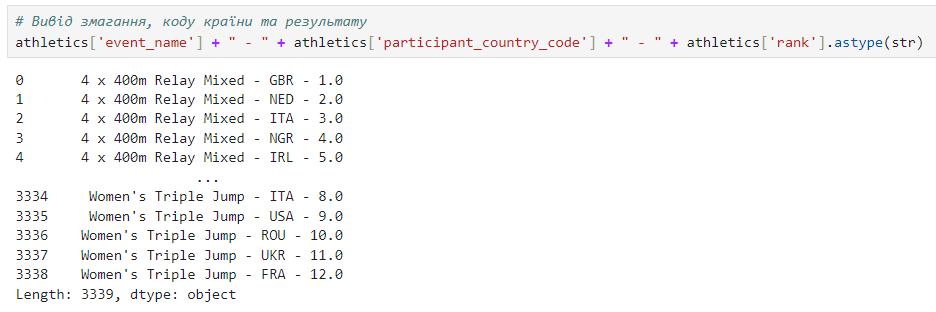 # Вивід змагання, коду країни та результату
athletics['event_name'] + " - " + athletics['participant_country_code'] + " - " + athletics['rank'].astype(str)
0       4 x 400m Relay Mixed - GBR - 1.0
1       4 x 400m Relay Mixed - NED - 2.0
2       4 x 400m Relay Mixed - ITA - 3.0
3       4 x 400m Relay Mixed - NGR - 4.0
4       4 x 400m Relay Mixed - IRL - 5.0
...
3334     Women's Triple Jump - ITA - 8.0
3335     Women's Triple Jump - USA - 9.0
3336    Women's Triple Jump - ROU - 10.0
3337    Women's Triple Jump - UKR - 11.0
3338    Women's Triple Jump - FRA - 12.0
Length: 3339, dtype: object